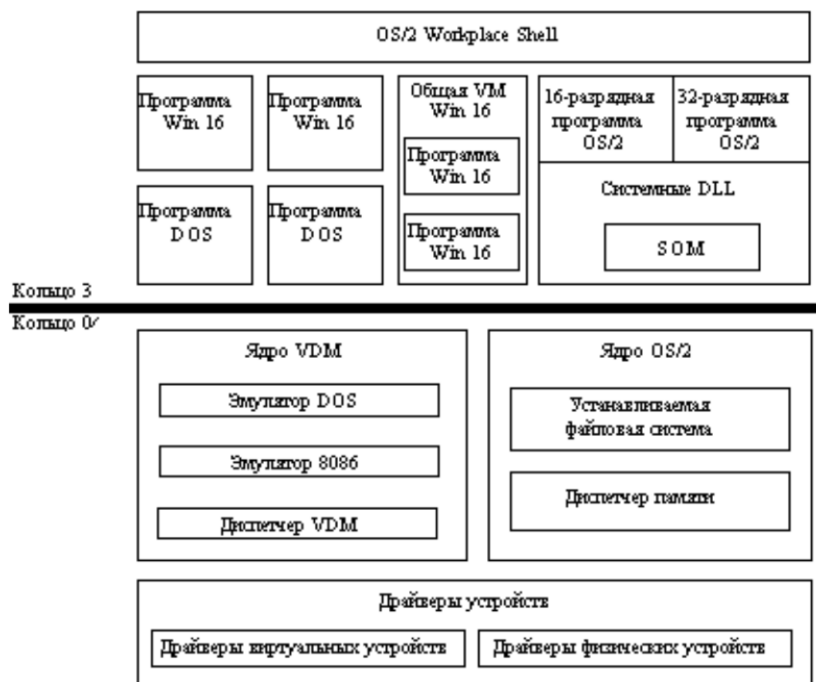 OS/2 Workplace Shell
Программа
Win 16
Программа
Win 16
Общая VM
Win 16
Программа
Win 16
Программа
Win 16
16-разрядная
программа
OS/2
32-разрядная
программа
OS/2
Программа
DOS
Программа
DOS
Системные DLL
SOM
Кольцо 3
Кольцо 0/
Ядро VDM
Эмулятор DOS
Эмулятор 8086
Диспетчер VDM
Ядро OS/2
Устанавливаемая
файловая система
Диспетчер памяти
Драйверы устройств
Драйверы виртуальных устройств
Драйверы физических устройств